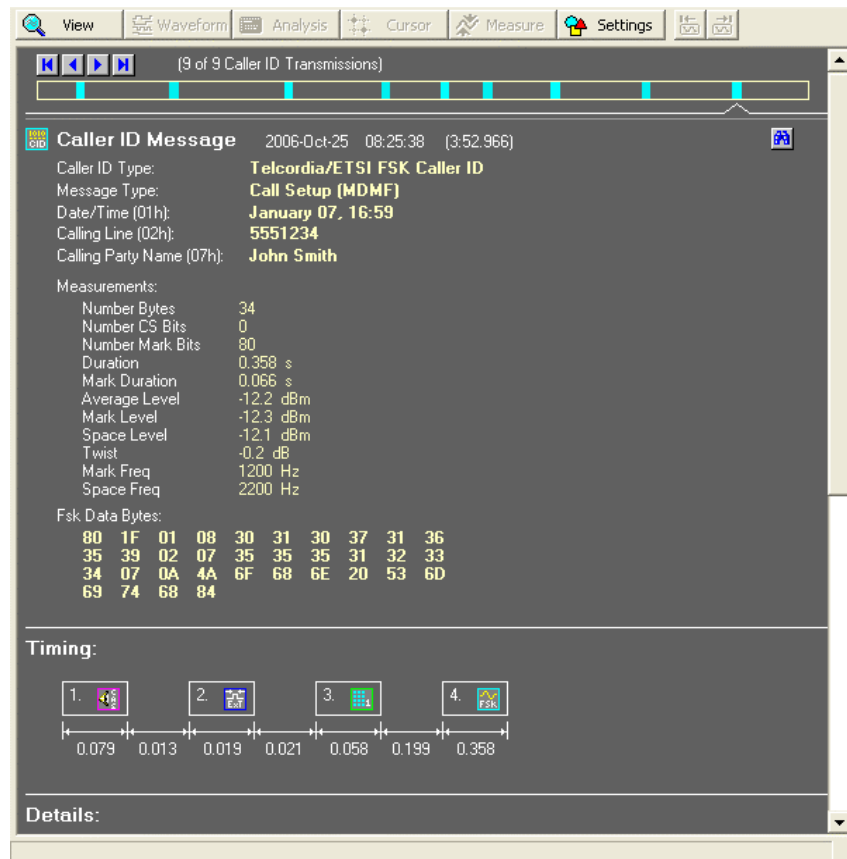 View Waveform Analysis Cursor Measure Settings
(9 of 9 Caller ID Transmissions)
Caller ID Message 2006-Oct-25 08:25:38 (3:52.966)
Caller ID Type: Telcordia/ETSI FSK Caller ID
Message Type: Call Setup (MDMF)
Date/Time (01h): January 07, 16:59
Calling Line (02h): 5551234
Calling Party Name (07h): John Smith
Measurements:
Number Bytes 34
Number CS Bits 0
Number Mark Bits 80
Duration 0.358 s
Mark Duration 0.066 s
Average Level -12.2 dBm
Mark Level -12.3 dBm
Space Level -12.1 dBm
Twist -0.2 dB
Mark Freq 1200 Hz
Space Freq 2200 Hz
Fsk Data Bytes:
80 1F 01 08 30 31 30 37 31 36
35 39 02 07 35 35 35 31 32 33
34 07 0A 4A 6F 68 6E 20 53 6D
69 74 68 84
Timing:
1. 2. EXT 3. 1 4. FSK
0.079 0.013 0.019 0.021 0.058 0.199 0.358
Details: